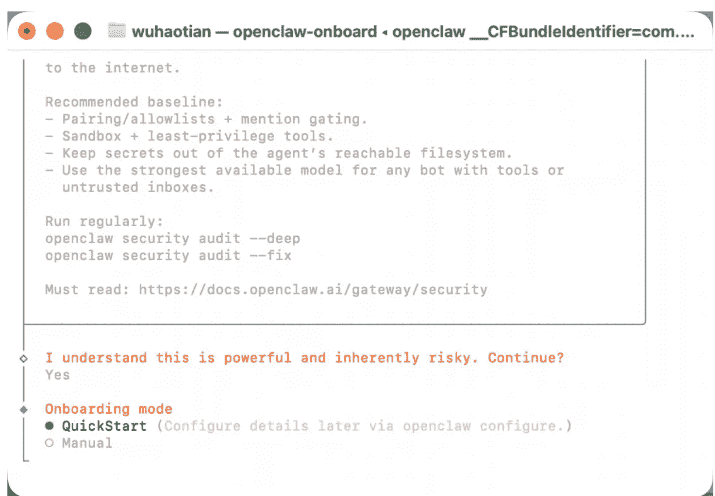 wuhaotian — openclaw-onboard ◂ openclaw __CFBundleIdentifier=com....
to the internet.
Recommended baseline:
- Pairing/allowlists + mention gating.
- Sandbox + least-privilege tools.
- Keep secrets out of the agent’s reachable filesystem.
- Use the strongest available model for any bot with tools or
untrusted inboxes.
Run regularly:
openclaw security audit --deep
openclaw security audit --fix
Must read: https://docs.openclaw.ai/gateway/security
I understand this is powerful and inherently risky. Continue?
Yes
Onboarding mode
● QuickStart (Configure details later via openclaw configure.)
○ Manual